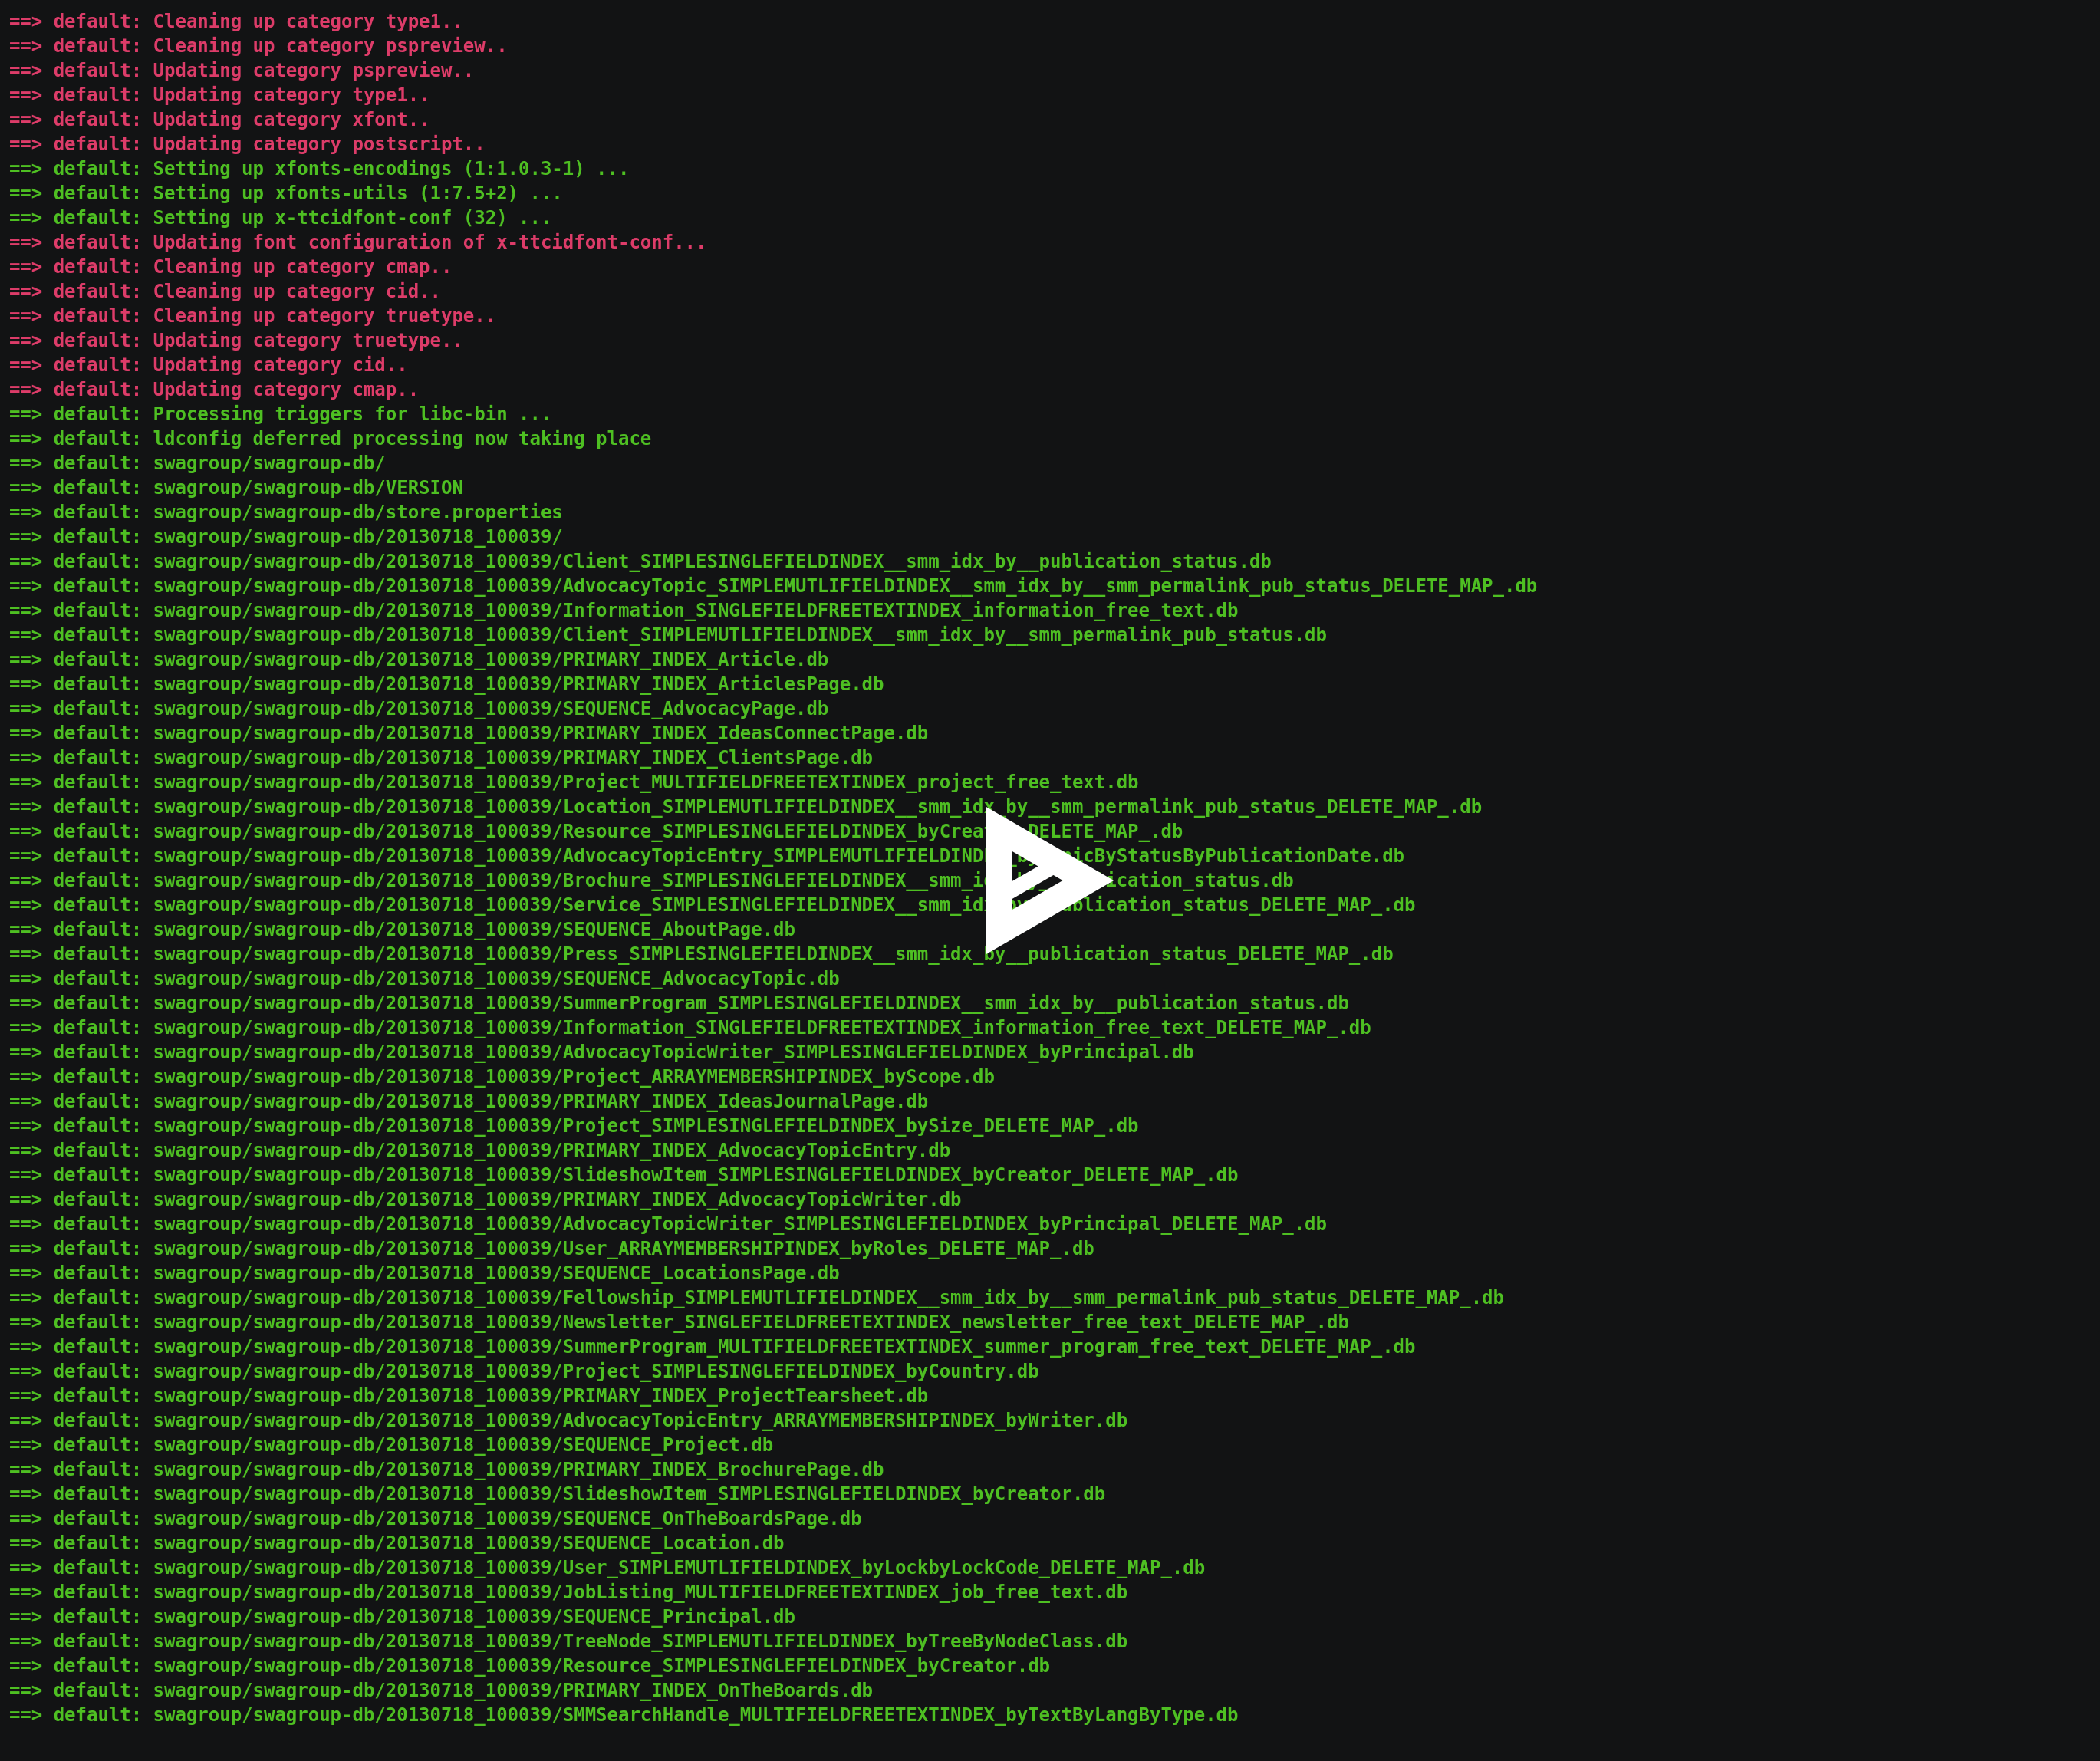 ==> default: Cleaning up category type1..
==> default: Cleaning up category pspreview..
==> default: Updating category pspreview..
==> default: Updating category type1..
==> default: Updating category xfont..
==> default: Updating category postscript..
==> default: Setting up xfonts-encodings (1:1.0.3-1) ...
==> default: Setting up xfonts-utils (1:7.5+2) ...
==> default: Setting up x-ttcidfont-conf (32) ...
==> default: Updating font configuration of x-ttcidfont-conf...
==> default: Cleaning up category cmap..
==> default: Cleaning up category cid..
==> default: Cleaning up category truetype..
==> default: Updating category truetype..
==> default: Updating category cid..
==> default: Updating category cmap..
==> default: Processing triggers for libc-bin ...
==> default: ldconfig deferred processing now taking place
==> default: swagroup/swagroup-db/
==> default: swagroup/swagroup-db/VERSION
==> default: swagroup/swagroup-db/store.properties
==> default: swagroup/swagroup-db/20130718_100039/
==> default: swagroup/swagroup-db/20130718_100039/Client_SIMPLESINGLEFIELDINDEX__smm_idx_by__publication_status.db
==> default: swagroup/swagroup-db/20130718_100039/AdvocacyTopic_SIMPLEMUTLIFIELDINDEX__smm_idx_by__smm_permalink_pub_status_DELETE_MAP_.db
==> default: swagroup/swagroup-db/20130718_100039/Information_SINGLEFIELDFREETEXTINDEX_information_free_text.db
==> default: swagroup/swagroup-db/20130718_100039/Client_SIMPLEMUTLIFIELDINDEX__smm_idx_by__smm_permalink_pub_status.db
==> default: swagroup/swagroup-db/20130718_100039/PRIMARY_INDEX_Article.db
==> default: swagroup/swagroup-db/20130718_100039/PRIMARY_INDEX_ArticlesPage.db
==> default: swagroup/swagroup-db/20130718_100039/SEQUENCE_AdvocacyPage.db
==> default: swagroup/swagroup-db/20130718_100039/PRIMARY_INDEX_IdeasConnectPage.db
==> default: swagroup/swagroup-db/20130718_100039/PRIMARY_INDEX_ClientsPage.db
==> default: swagroup/swagroup-db/20130718_100039/Project_MULTIFIELDFREETEXTINDEX_project_free_text.db
==> default: swagroup/swagroup-db/20130718_100039/Location_SIMPLEMUTLIFIELDINDEX__smm_idx_by__smm_permalink_pub_status_DELETE_MAP_.db
==> default: swagroup/swagroup-db/20130718_100039/Resource_SIMPLESINGLEFIELDINDEX_byCreator_DELETE_MAP_.db
==> default: swagroup/swagroup-db/20130718_100039/AdvocacyTopicEntry_SIMPLEMUTLIFIELDINDEX_byTopicByStatusByPublicationDate.db
==> default: swagroup/swagroup-db/20130718_100039/Brochure_SIMPLESINGLEFIELDINDEX__smm_idx_by__publication_status.db
==> default: swagroup/swagroup-db/20130718_100039/Service_SIMPLESINGLEFIELDINDEX__smm_idx_by__publication_status_DELETE_MAP_.db
==> default: swagroup/swagroup-db/20130718_100039/SEQUENCE_AboutPage.db
==> default: swagroup/swagroup-db/20130718_100039/Press_SIMPLESINGLEFIELDINDEX__smm_idx_by__publication_status_DELETE_MAP_.db
==> default: swagroup/swagroup-db/20130718_100039/SEQUENCE_AdvocacyTopic.db
==> default: swagroup/swagroup-db/20130718_100039/SummerProgram_SIMPLESINGLEFIELDINDEX__smm_idx_by__publication_status.db
==> default: swagroup/swagroup-db/20130718_100039/Information_SINGLEFIELDFREETEXTINDEX_information_free_text_DELETE_MAP_.db
==> default: swagroup/swagroup-db/20130718_100039/AdvocacyTopicWriter_SIMPLESINGLEFIELDINDEX_byPrincipal.db
==> default: swagroup/swagroup-db/20130718_100039/Project_ARRAYMEMBERSHIPINDEX_byScope.db
==> default: swagroup/swagroup-db/20130718_100039/PRIMARY_INDEX_IdeasJournalPage.db
==> default: swagroup/swagroup-db/20130718_100039/Project_SIMPLESINGLEFIELDINDEX_bySize_DELETE_MAP_.db
==> default: swagroup/swagroup-db/20130718_100039/PRIMARY_INDEX_AdvocacyTopicEntry.db
==> default: swagroup/swagroup-db/20130718_100039/SlideshowItem_SIMPLESINGLEFIELDINDEX_byCreator_DELETE_MAP_.db
==> default: swagroup/swagroup-db/20130718_100039/PRIMARY_INDEX_AdvocacyTopicWriter.db
==> default: swagroup/swagroup-db/20130718_100039/AdvocacyTopicWriter_SIMPLESINGLEFIELDINDEX_byPrincipal_DELETE_MAP_.db
==> default: swagroup/swagroup-db/20130718_100039/User_ARRAYMEMBERSHIPINDEX_byRoles_DELETE_MAP_.db
==> default: swagroup/swagroup-db/20130718_100039/SEQUENCE_LocationsPage.db
==> default: swagroup/swagroup-db/20130718_100039/Fellowship_SIMPLEMUTLIFIELDINDEX__smm_idx_by__smm_permalink_pub_status_DELETE_MAP_.db
==> default: swagroup/swagroup-db/20130718_100039/Newsletter_SINGLEFIELDFREETEXTINDEX_newsletter_free_text_DELETE_MAP_.db
==> default: swagroup/swagroup-db/20130718_100039/SummerProgram_MULTIFIELDFREETEXTINDEX_summer_program_free_text_DELETE_MAP_.db
==> default: swagroup/swagroup-db/20130718_100039/Project_SIMPLESINGLEFIELDINDEX_byCountry.db
==> default: swagroup/swagroup-db/20130718_100039/PRIMARY_INDEX_ProjectTearsheet.db
==> default: swagroup/swagroup-db/20130718_100039/AdvocacyTopicEntry_ARRAYMEMBERSHIPINDEX_byWriter.db
==> default: swagroup/swagroup-db/20130718_100039/SEQUENCE_Project.db
==> default: swagroup/swagroup-db/20130718_100039/PRIMARY_INDEX_BrochurePage.db
==> default: swagroup/swagroup-db/20130718_100039/SlideshowItem_SIMPLESINGLEFIELDINDEX_byCreator.db
==> default: swagroup/swagroup-db/20130718_100039/SEQUENCE_OnTheBoardsPage.db
==> default: swagroup/swagroup-db/20130718_100039/SEQUENCE_Location.db
==> default: swagroup/swagroup-db/20130718_100039/User_SIMPLEMUTLIFIELDINDEX_byLockbyLockCode_DELETE_MAP_.db
==> default: swagroup/swagroup-db/20130718_100039/JobListing_MULTIFIELDFREETEXTINDEX_job_free_text.db
==> default: swagroup/swagroup-db/20130718_100039/SEQUENCE_Principal.db
==> default: swagroup/swagroup-db/20130718_100039/TreeNode_SIMPLEMUTLIFIELDINDEX_byTreeByNodeClass.db
==> default: swagroup/swagroup-db/20130718_100039/Resource_SIMPLESINGLEFIELDINDEX_byCreator.db
==> default: swagroup/swagroup-db/20130718_100039/PRIMARY_INDEX_OnTheBoards.db
==> default: swagroup/swagroup-db/20130718_100039/SMMSearchHandle_MULTIFIELDFREETEXTINDEX_byTextByLangByType.db